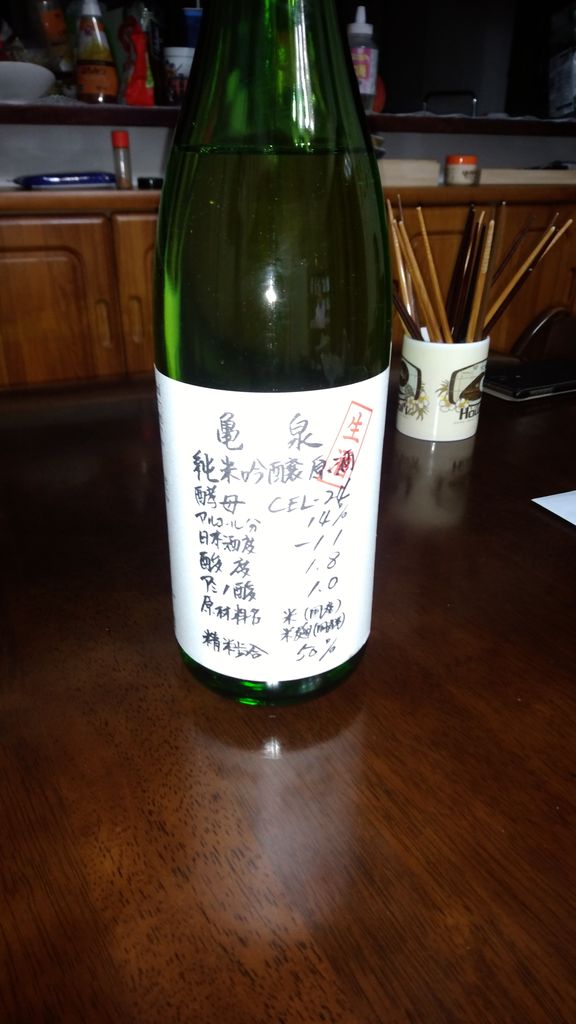 亀 泉
生酒
純米吟醸原酒
酵母 CEL-24
アルコール分 14%
日本酒度 -11
酸度 1.8
アミノ酸 1.0
原材料名 米(国産)
米麹(国産米)
精米歩合 50%